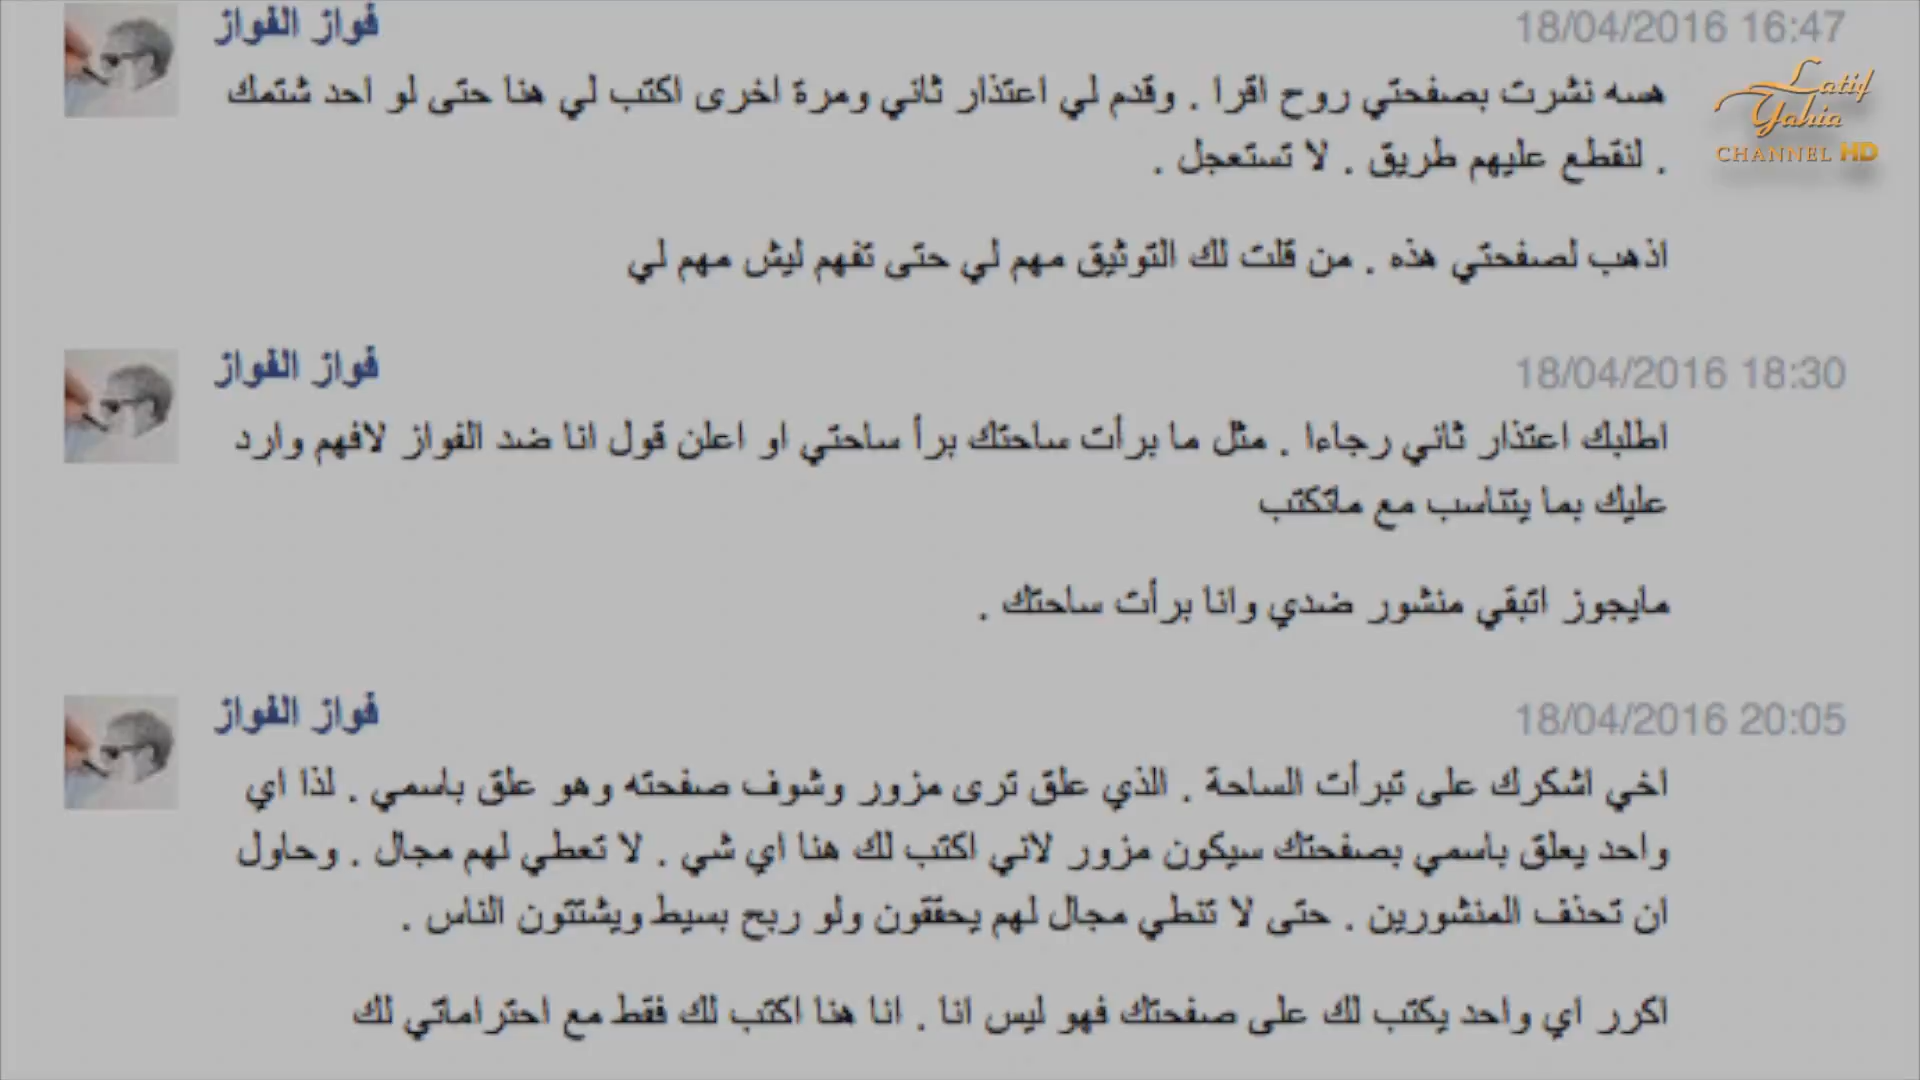 فواز الفواز
18/04/2016 16:47
هسه نشرت بصفحتي روح اقرا . وقدم لي اعتذار ثاني ومرة اخرى اكتب لي هنا حتى لو احد شتمك
. لنقطع عليهم طريق . لا تستعجل .
اذهب لصفحتي هذه . من قلت لك التوثيق مهم لي حتى تفهم ليش مهم لي
فواز الفواز
18/04/2016 18:30
اطلبك اعتذار ثاني رجاءا . مثل ما برأت ساحتك برأ ساحتي او اعلن قول انا ضد الفواز لافهم وارد
عليك بما يتناسب مع ماتكتب
مايجوز اتبقي منشور ضدي وانا برأت ساحتك .
فواز الفواز
18/04/2016 20:05
اخي اشكرك على تبرأت الساحة . الذي علق ترى مزور وشوف صفحته وهو علق باسمي . لذا اي
واحد يعلق باسمي بصفحتك سيكون مزور لاني اكتب لك هنا اي شي . لا تعطي لهم مجال . وحاول
ان تحذف المنشورين . حتى لا تنطي مجال لهم يحققون ولو ربح بسيط ويشتتون الناس .
اكرر اي واحد يكتب لك على صفحتك فهو ليس انا . انا هنا اكتب لك فقط مع احتراماتي لك
Latif
Yahia
CHANNEL HD